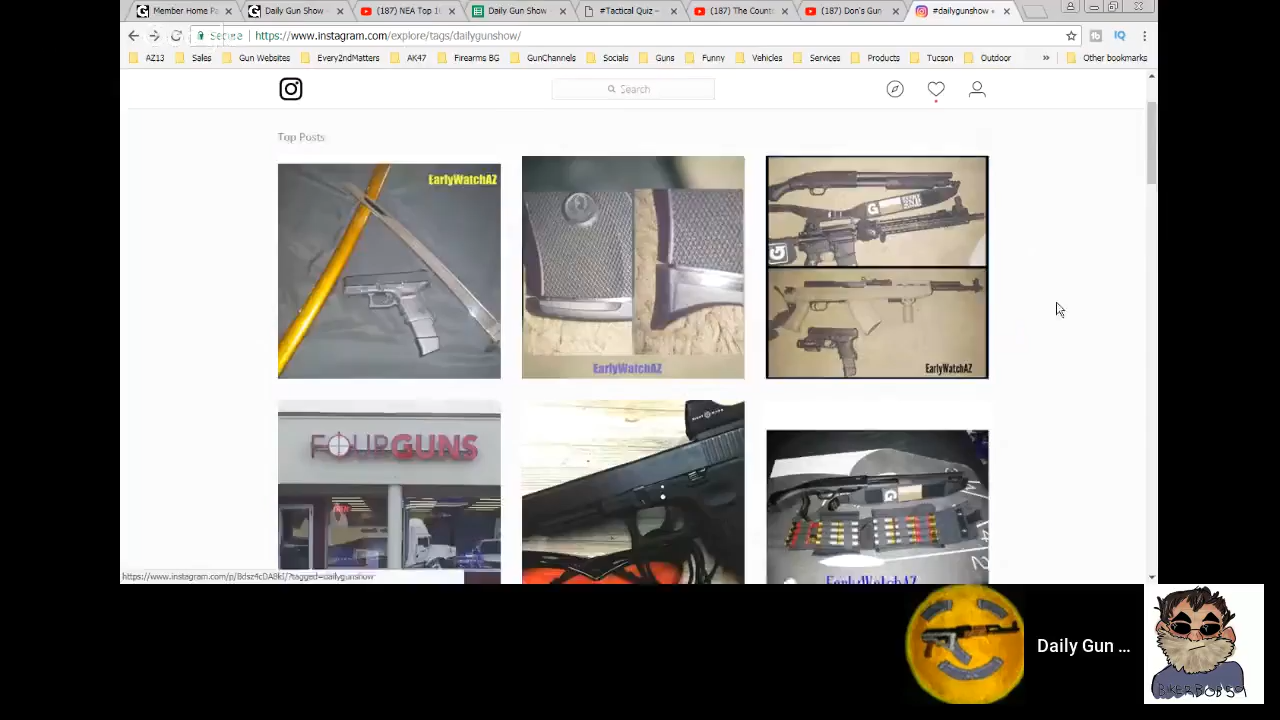 Member Home Pa
Daily Gun Show
(187) NEA Top 10
Daily Gun Show
#Tactical Quiz –
(187) The Count
(187) Don's Gun
#dailygunshow •
Secure
https://www.instagram.com/explore/tags/dailygunshow/
AZ13
Sales
Gun Websites
Every2ndMatters
AK47
Firearms BG
GunChannels
Socials
Guns
Funny
Vehicles
Services
Products
Tucson
Outdoor
»
Other bookmarks
Search
Top Posts
EarlyWatchAZ
EarlyWatchAZ
EarlyWatchAZ
FOURGUNS
EarlyWatchAZ
Daily Gun ...
BIKERBOB59